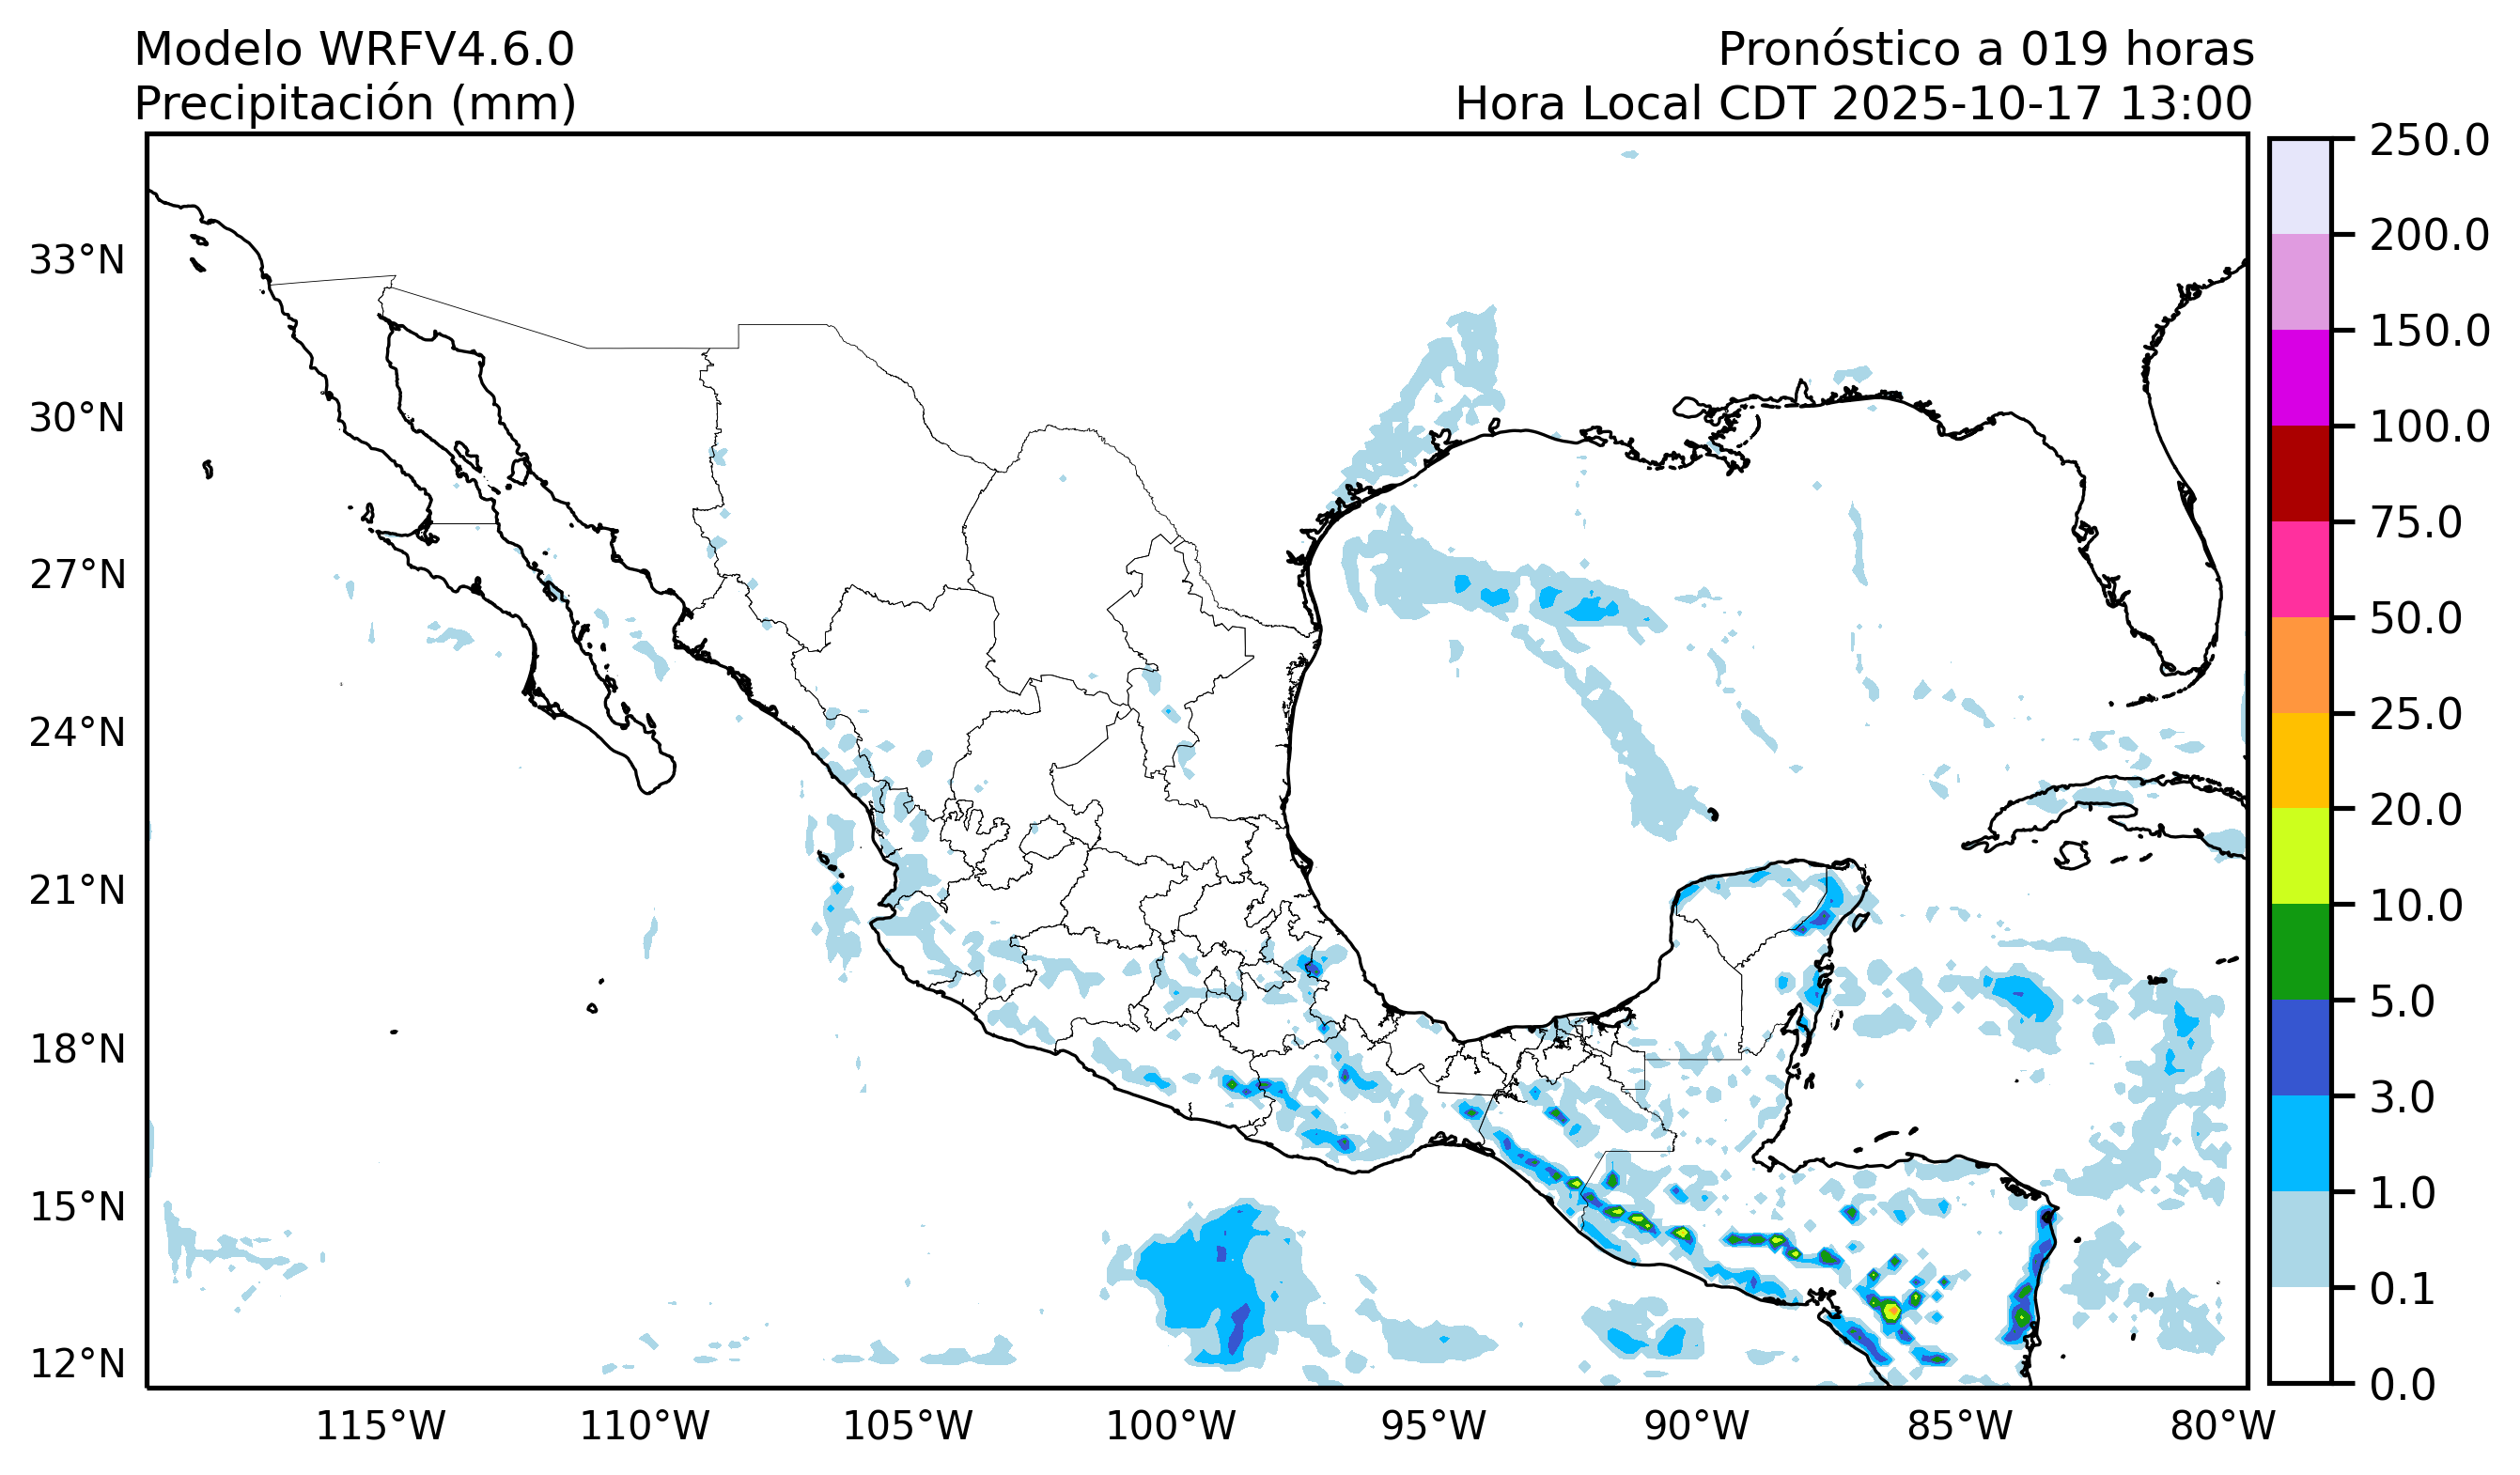 Modelo WRFV4.6.0
Precipitación (mm)
Pronóstico a 019 horas
Hora Local CDT 2025-10-17 13:00
33°N
30°N
27°N
24°N
21°N
18°N
15°N
12°N
115°W
110°W
105°W
100°W
95°W
90°W
85°W
80°W
250.0
200.0
150.0
100.0
75.0
50.0
25.0
20.0
10.0
5.0
3.0
1.0
0.1
0.0